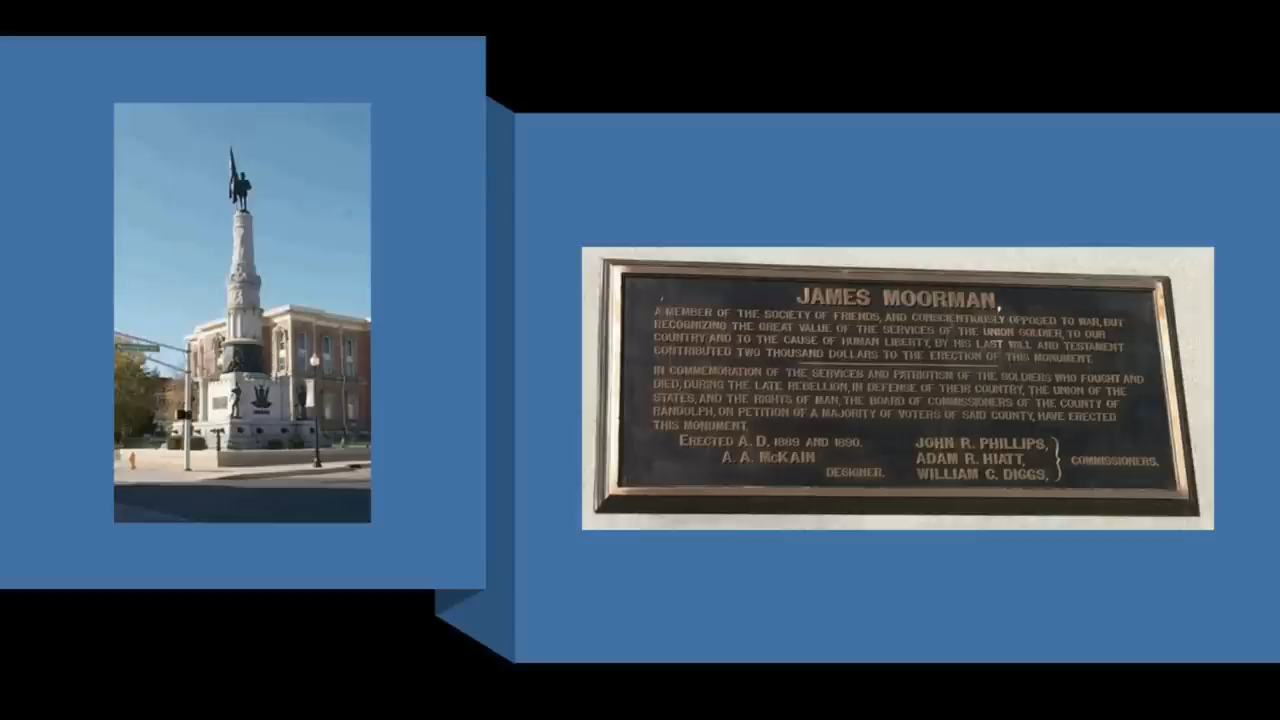 JAMES MOORMAN,
A MEMBER OF THE SOCIETY OF FRIENDS, AND CONSCIENTIOUSLY OPPOSED TO WAR, BUT
RECOGNIZING THE GREAT VALUE OF THE SERVICES OF THE UNION SOLDIER, TO OUR
COUNTRY AND TO THE CAUSE OF HUMAN LIBERTY, BY HIS LAST WILL AND TESTAMENT
CONTRIBUTED TWO THOUSAND DOLLARS TO THE ERECTION OF THIS MONUMENT.
IN COMMEMORATION OF THE SERVICES AND PATRIOTISM OF THE SOLDIERS WHO FOUGHT AND
DIED, DURING THE LATE REBELLION, IN DEFENSE OF THEIR COUNTRY, THE UNION OF THE
STATES, AND THE RIGHTS OF MAN, THE BOARD OF COMMISSIONERS OF THE COUNTY OF
RANDOLPH, ON PETITION OF A MAJORITY OF VOTERS OF SAID COUNTY, HAVE ERECTED
THIS MONUMENT.
ERECTED A. D. 1889 AND 1890.
A. A. McKAIN
DESIGNER.
JOHN R. PHILLIPS,
ADAM R. HIATT,
WILLIAM C. DIGGS,
COMMISSIONERS.